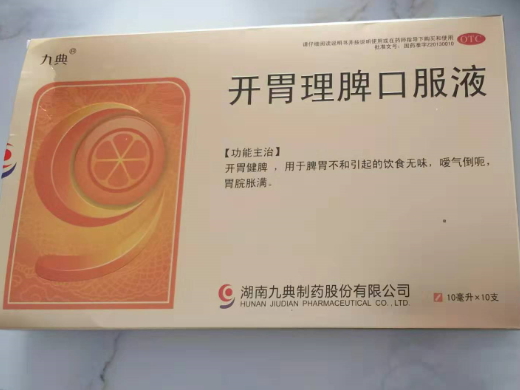 九典®
请仔细阅读说明书并按说明使用或在药师指导下购买和使用
OTC
开胃理脾口服液
【功能主治】
开胃健脾，用于脾胃不和引起的饮食无味，嗳气倒呃，
胃脘胀满。
湖南九典制药股份有限公司
HUNAN JIUDIAN PHARMACEUTICAL CO., LTD.
10毫升×10支